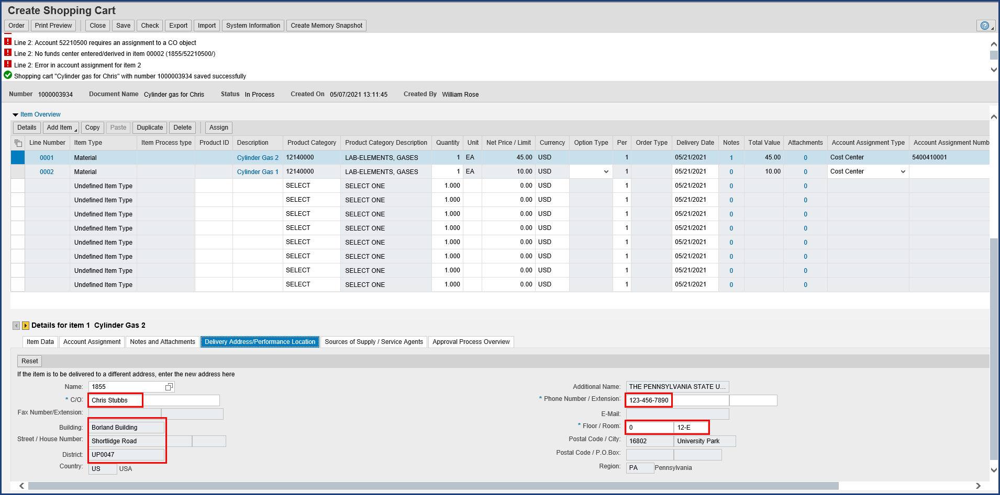 Create Shopping Cart
Order Print Preview Close Save Check Export Import System Information Create Memory Snapshot
Line 2: Account 52210500 requires an assignment to a CO object
Line 2: No funds center entered/derived in item 00002 (1855/52210500/)
Line 2: Error in account assignment for item 2
Shopping cart "Cylinder gas for Chris" with number 1000003934 saved successfully
Number 1000003934 Document Name Cylinder gas for Chris Status In Process Created On 05/07/2021 13:11:45 Created By William Rose
Item Overview
Details Add Item Copy Paste Duplicate Delete Assign
Line Number Item Type Item Process type Product ID Description Product Category Product Category Description Quantity Unit Net Price / Limit Currency Option Type Per Order Type Delivery Date Notes Total Value Attachments Account Assignment Type Account Assignment Numb
0001 Material Cylinder Gas 2 12140000 LAB-ELEMENTS, GASES 1 EA 45.00 USD 1 05/21/2021 1 45.00 0 Cost Center 5400410001
0002 Material Cylinder Gas 1 12140000 LAB-ELEMENTS, GASES 1 EA 10.00 USD 1 05/21/2021 0 10.00 0 Cost Center
Undefined Item Type SELECT SELECT ONE 1.000 0.00 USD 1 05/21/2021 0 0
Undefined Item Type SELECT SELECT ONE 1.000 0.00 USD 1 05/21/2021 0 0
Undefined Item Type SELECT SELECT ONE 1.000 0.00 USD 1 05/21/2021 0 0
Undefined Item Type SELECT SELECT ONE 1.000 0.00 USD 1 05/21/2021 0 0
Undefined Item Type SELECT SELECT ONE 1.000 0.00 USD 1 05/21/2021 0 0
Undefined Item Type SELECT SELECT ONE 1.000 0.00 USD 1 05/21/2021 0 0
Undefined Item Type SELECT SELECT ONE 1.000 0.00 USD 1 05/21/2021 0 0
Undefined Item Type SELECT SELECT ONE 1.000 0.00 USD 1 05/21/2021 0 0
Details for item 1 Cylinder Gas 2
Item Data Account Assignment Notes and Attachments Delivery Address/Performance Location Sources of Supply / Service Agents Approval Process Overview
Reset
If the item is to be delivered to a different address, enter the new address here
Name: 1855 Additional Name: THE PENNSYLVANIA STATE U...
* C/O: Chris Stubbs * Phone Number / Extension: 123-456-7890
Fax Number/Extension: E-Mail:
Building: Borland Building * Floor / Room: 0 12-E
Street / House Number: Shortlidge Road Postal Code / City: 16802 University Park
District: UP0047 Postal Code / P.O.Box:
Country: US USA Region: PA Pennsylvania